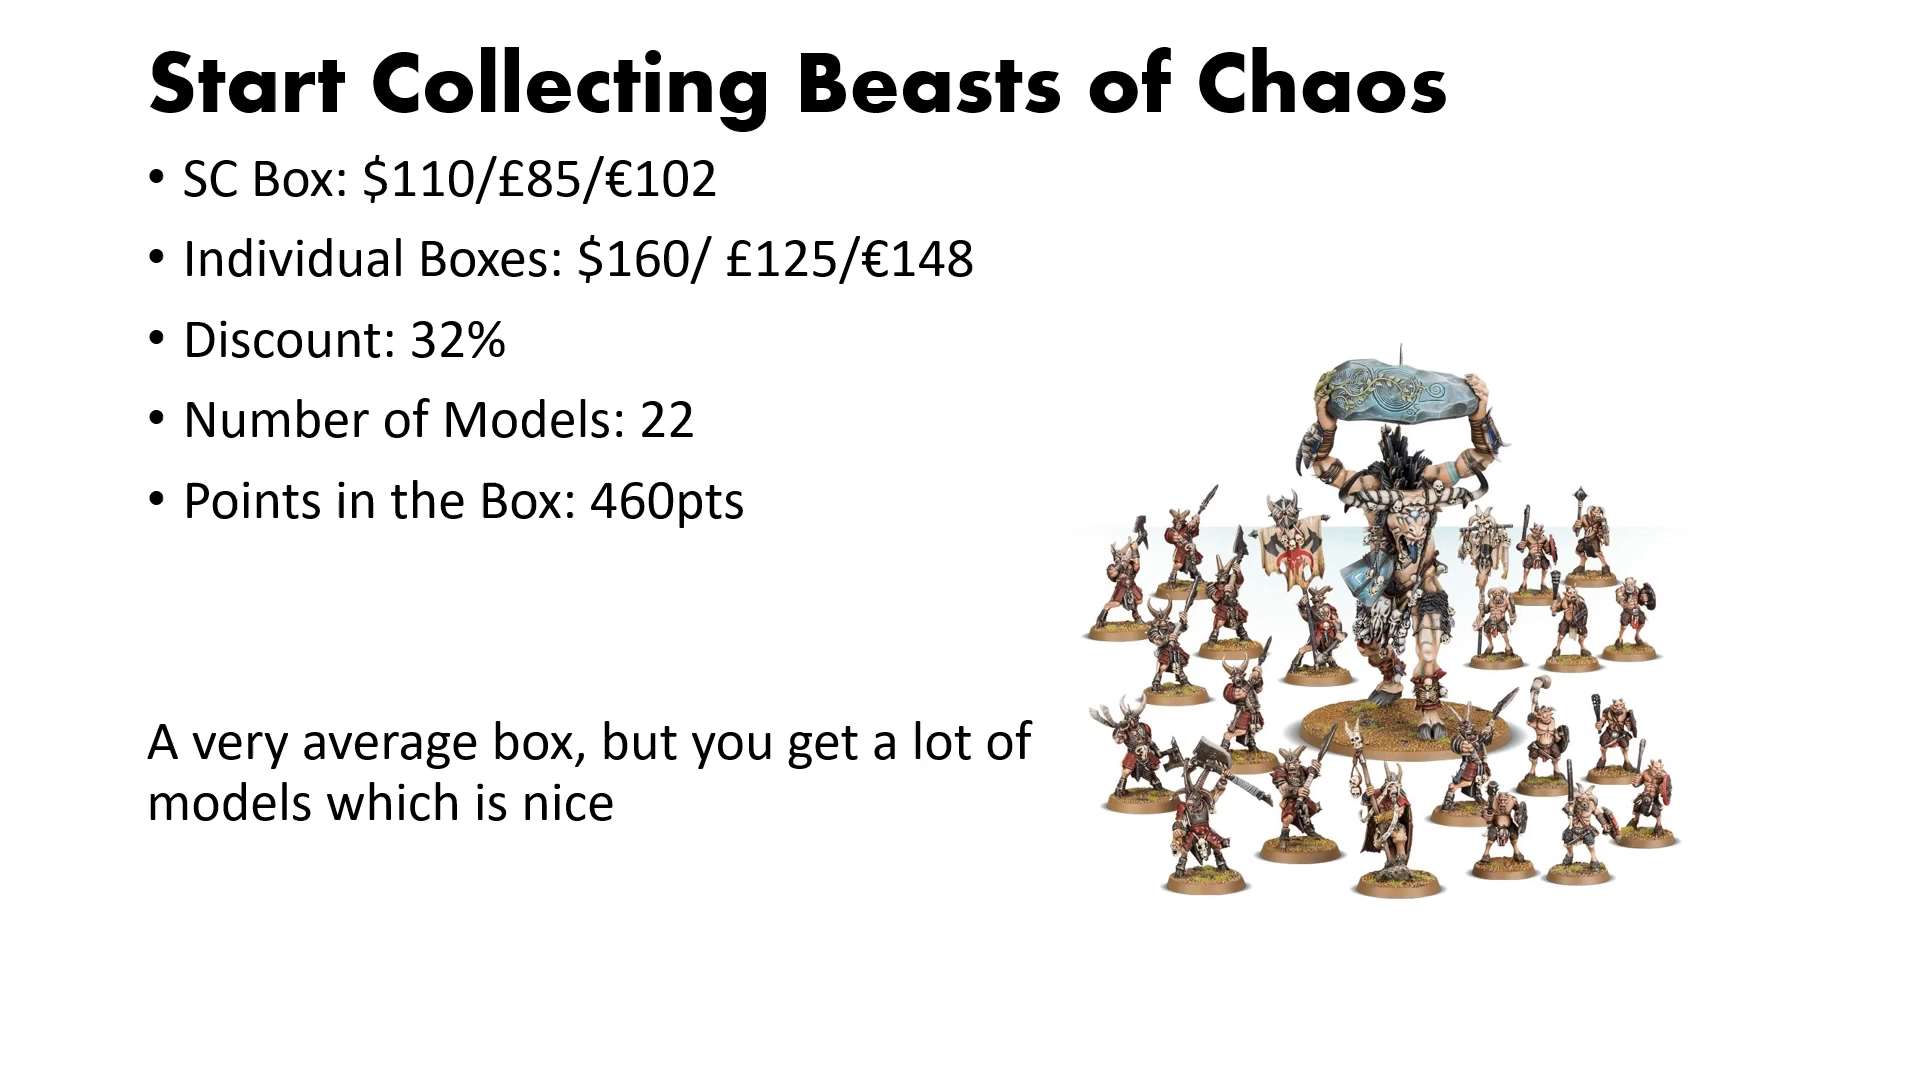 Start Collecting Beasts of Chaos
• SC Box: $110/£85/€102
• Individual Boxes: $160/ £125/€148
• Discount: 32%
• Number of Models: 22
• Points in the Box: 460pts
A very average box, but you get a lot of
models which is nice